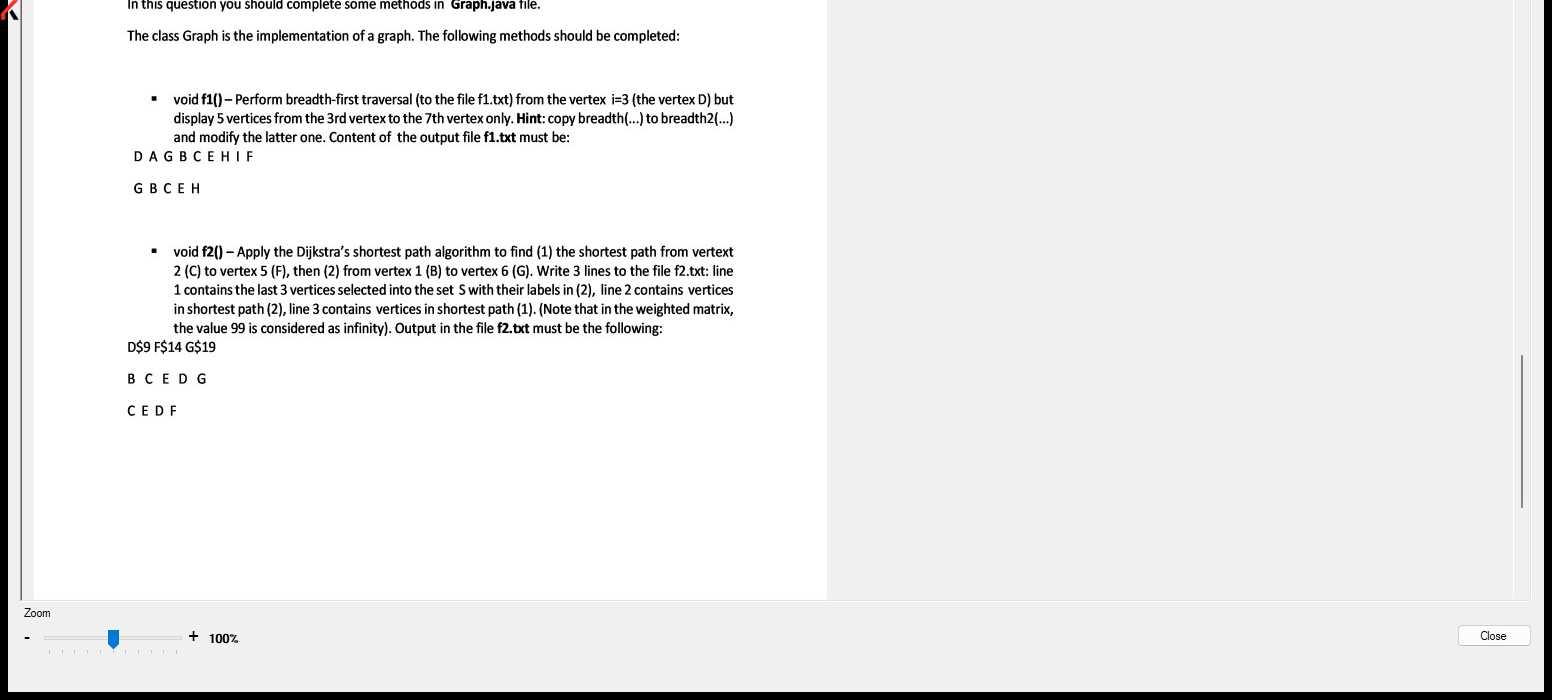 In this question you should complete some methods in Graph.java file.
The class Graph is the implementation of a graph. The following methods should be completed:
▪ void f1() – Perform breadth-first traversal (to the file f1.txt) from the vertex i=3 (the vertex D) but
display 5 vertices from the 3rd vertex to the 7th vertex only. Hint: copy breadth(...) to breadth2(...)
and modify the latter one. Content of the output file f1.txt must be:
D A G B C E H I F
G B C E H
▪ void f2() – Apply the Dijkstra's shortest path algorithm to find (1) the shortest path from vertext
2 (C) to vertex 5 (F), then (2) from vertex 1 (B) to vertex 6 (G). Write 3 lines to the file f2.txt: line
1 contains the last 3 vertices selected into the set S with their labels in (2), line 2 contains vertices
in shortest path (2), line 3 contains vertices in shortest path (1). (Note that in the weighted matrix,
the value 99 is considered as infinity). Output in the file f2.txt must be the following:
D$9 F$14 G$19
B C E D G
C E D F
Zoom
- + 100%
Close